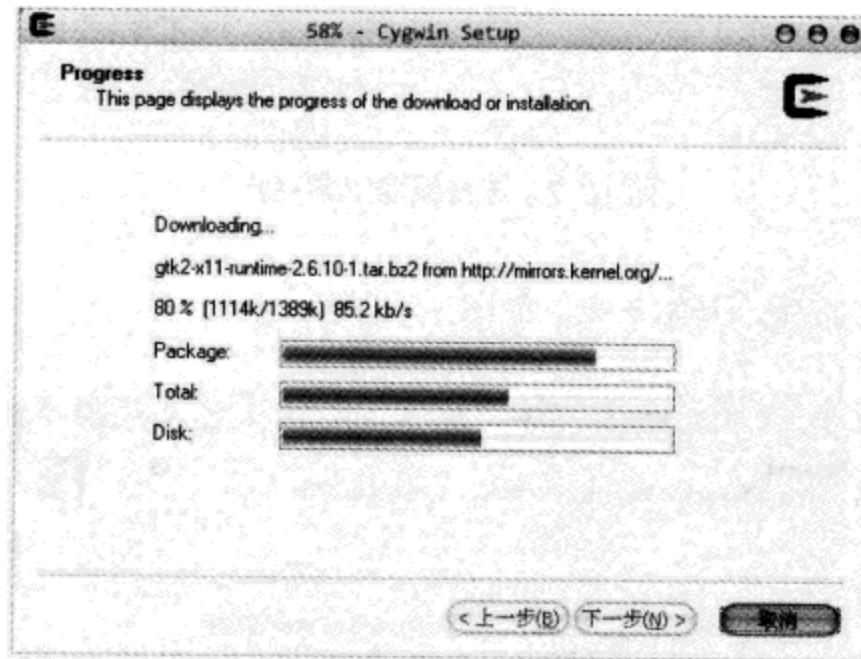 58% - Cygwin Setup
Progress
This page displays the progress of the download or installation.
Downloading...
gtk2-x11-runtime-2.6.10-1.tar.bz2 from http://mirrors.kernel.org/...
80 % (1114k/1389k) 85.2 kb/s
Package:
Total:
Disk:
< 上一步(B) 下一步(N) > 取消